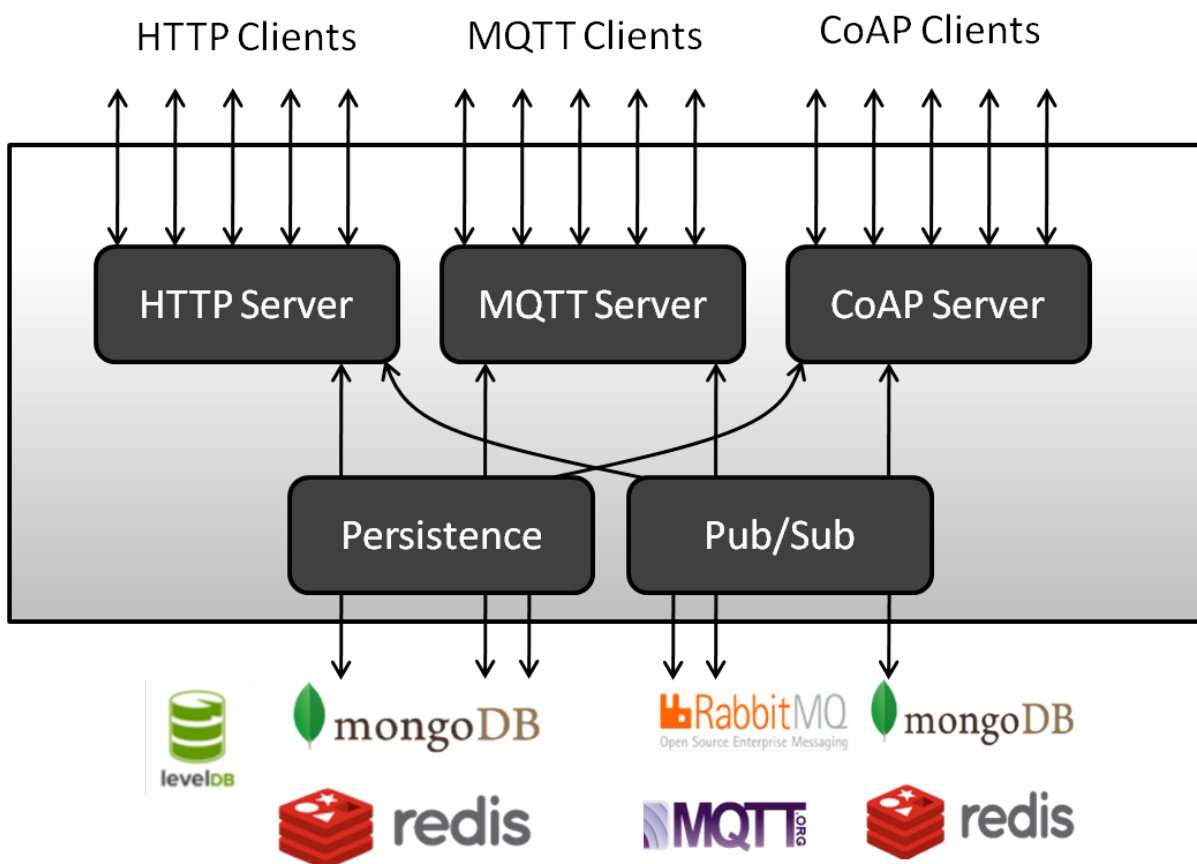 HTTP Clients
MQTT Clients
CoAP Clients
HTTP Server
MQTT Server
CoAP Server
Persistence
Pub/Sub
levelDB
mongoDB
RabbitMQ
Open Source Enterprise Messaging
mongoDB
redis
MQTT.ORG
redis